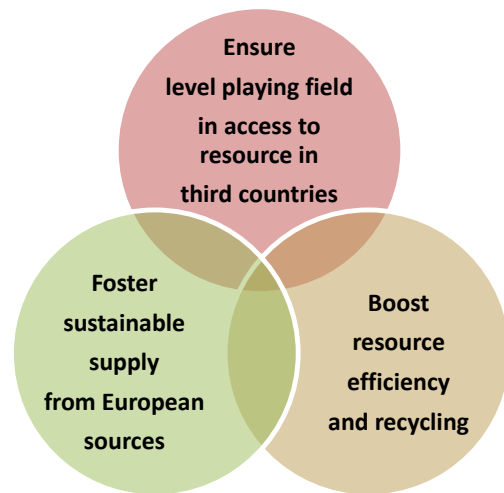 Ensure
level playing field
in access to
resource in
third countries
Foster
sustainable
supply
from European
sources
Boost
resource
efficiency
and recycling